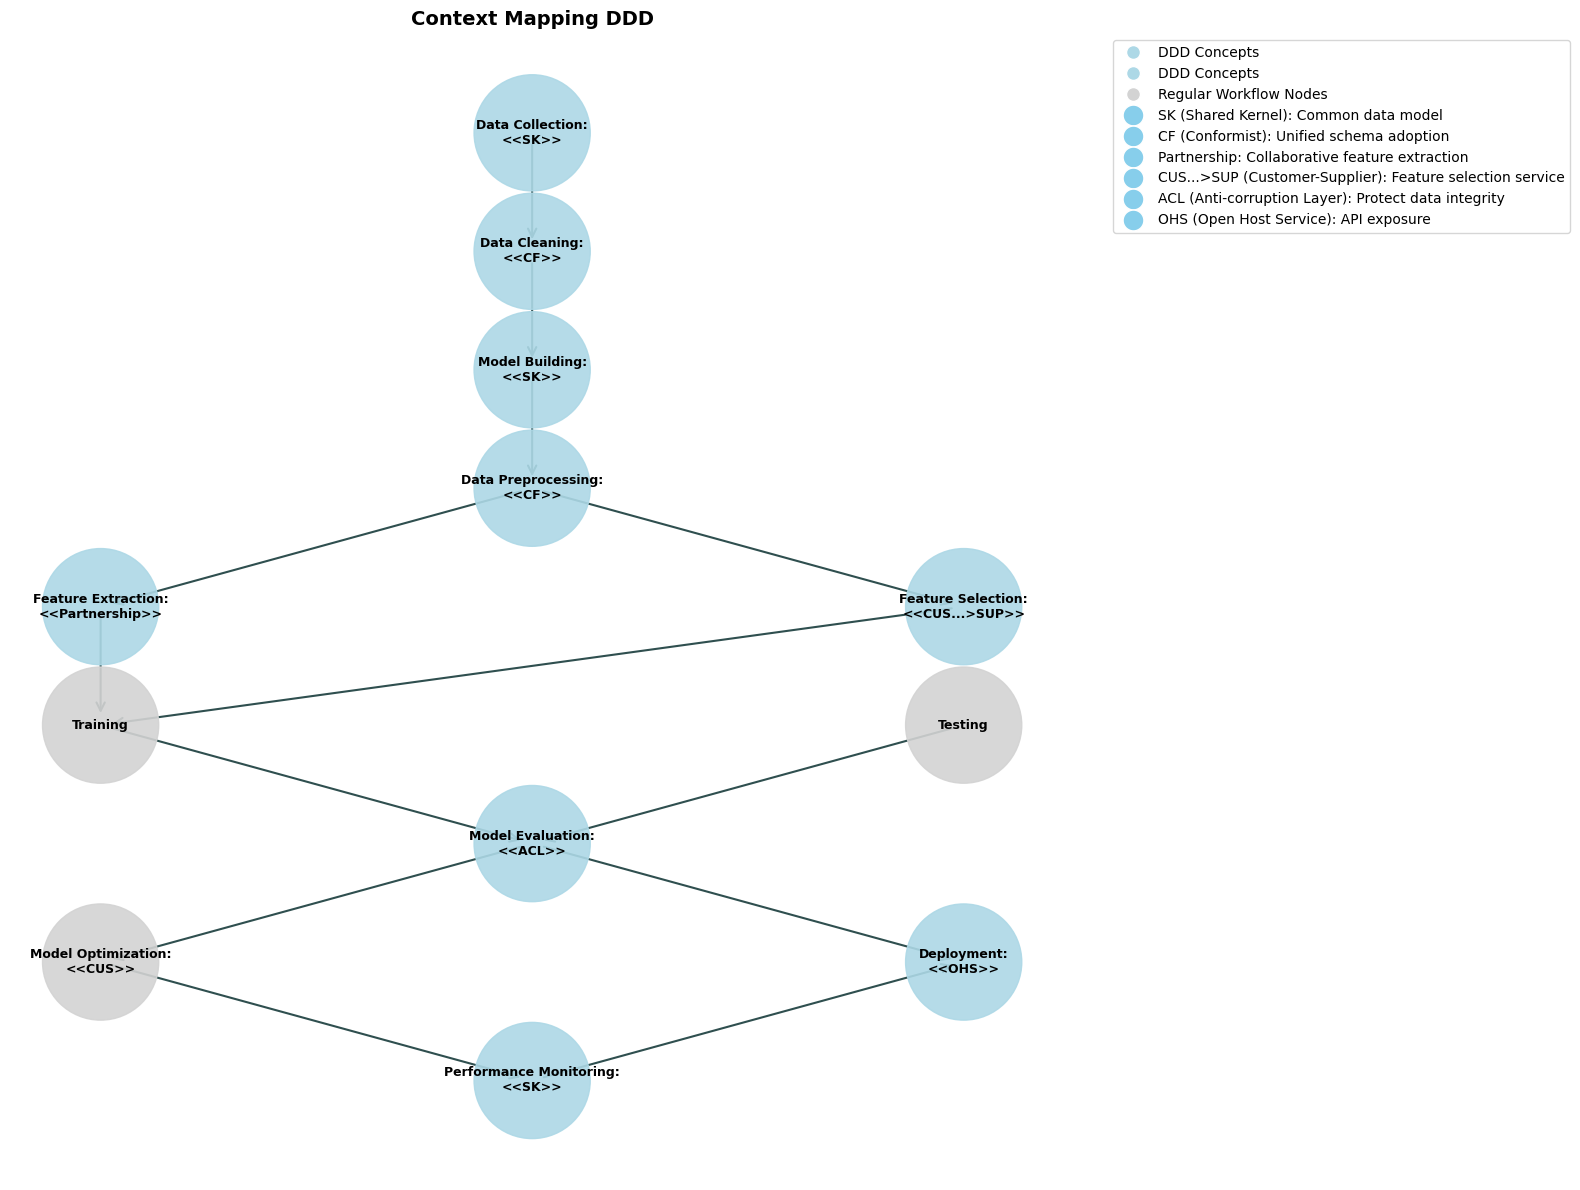 Context Mapping DDD
DDD Concepts
DDD Concepts
Regular Workflow Nodes
SK (Shared Kernel): Common data model
CF (Conformist): Unified schema adoption
Partnership: Collaborative feature extraction
CUS...>SUP (Customer-Supplier): Feature selection service
ACL (Anti-corruption Layer): Protect data integrity
OHS (Open Host Service): API exposure
Data Collection:
<<SK>>
Data Cleaning:
<<CF>>
Model Building:
<<SK>>
Data Preprocessing:
<<CF>>
Feature Extraction:
<<Partnership>>
Feature Selection:
<<CUS...>SUP>>
Training
Testing
Model Evaluation:
<<ACL>>
Model Optimization:
<<CUS>>
Deployment:
<<OHS>>
Performance Monitoring:
<<SK>>